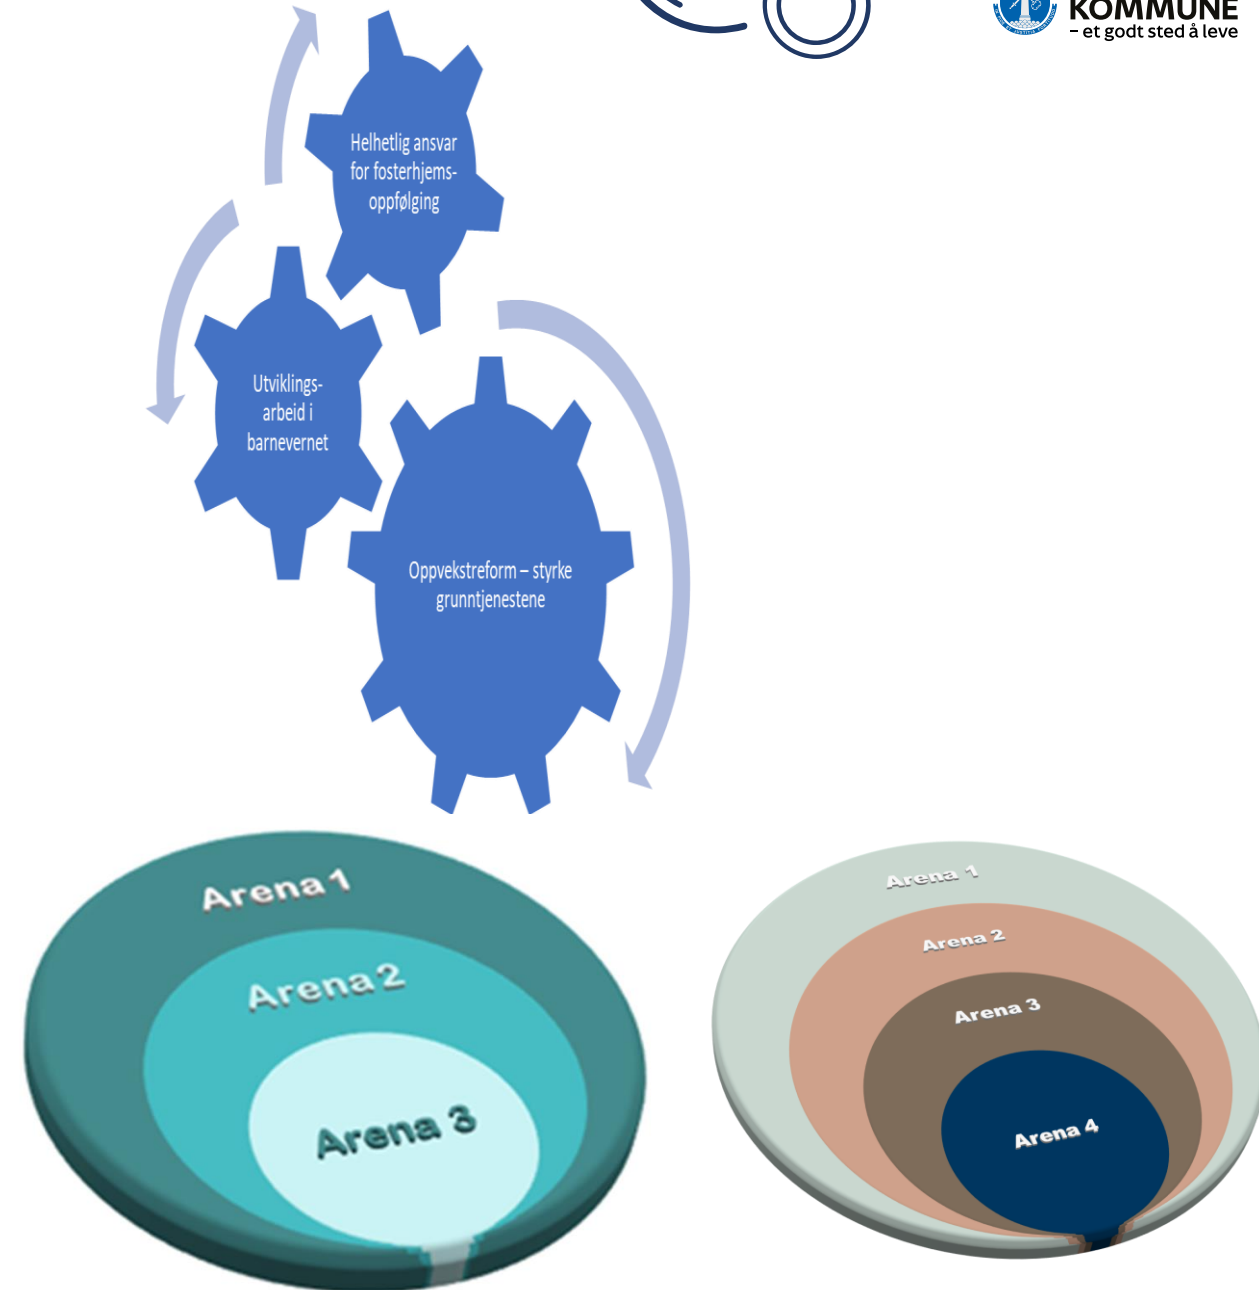 KOMMUNE
– et godt sted å leve
Helhetlig ansvar
for fosterhjems-
oppfølging
Utviklings-
arbeid i
barnevernet
Oppvekstreform – styrke
grunntjenestene
Arena 1
Arena 2
Arena 3
Arena 1
Arena 2
Arena 3
Arena 4